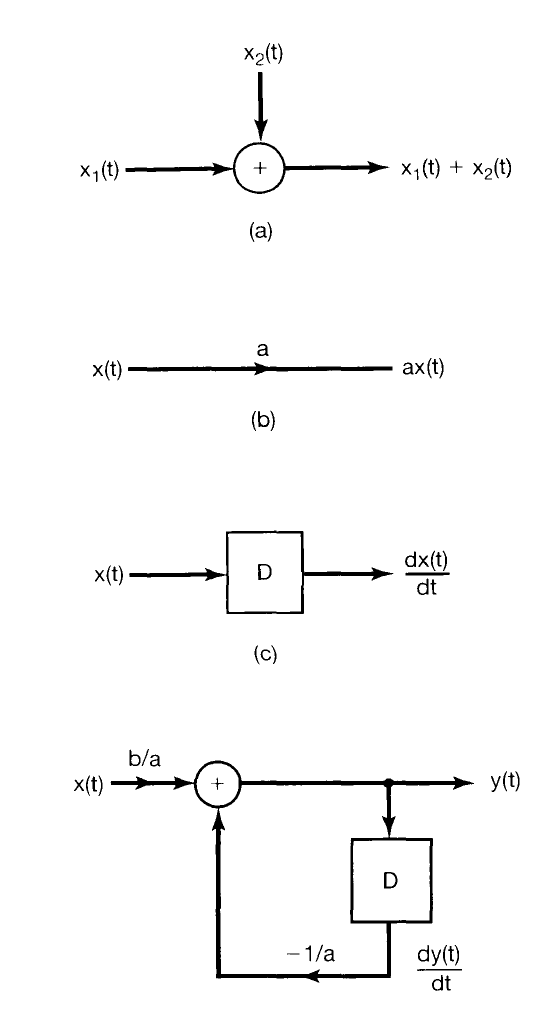 x₂(t)
x₁(t) + x₁(t) + x₂(t)
(a)
a
x(t) ax(t)
(b)
x(t) D dx(t)
dt
(c)
b/a
x(t) + y(t)
D
−1/a dy(t)
dt